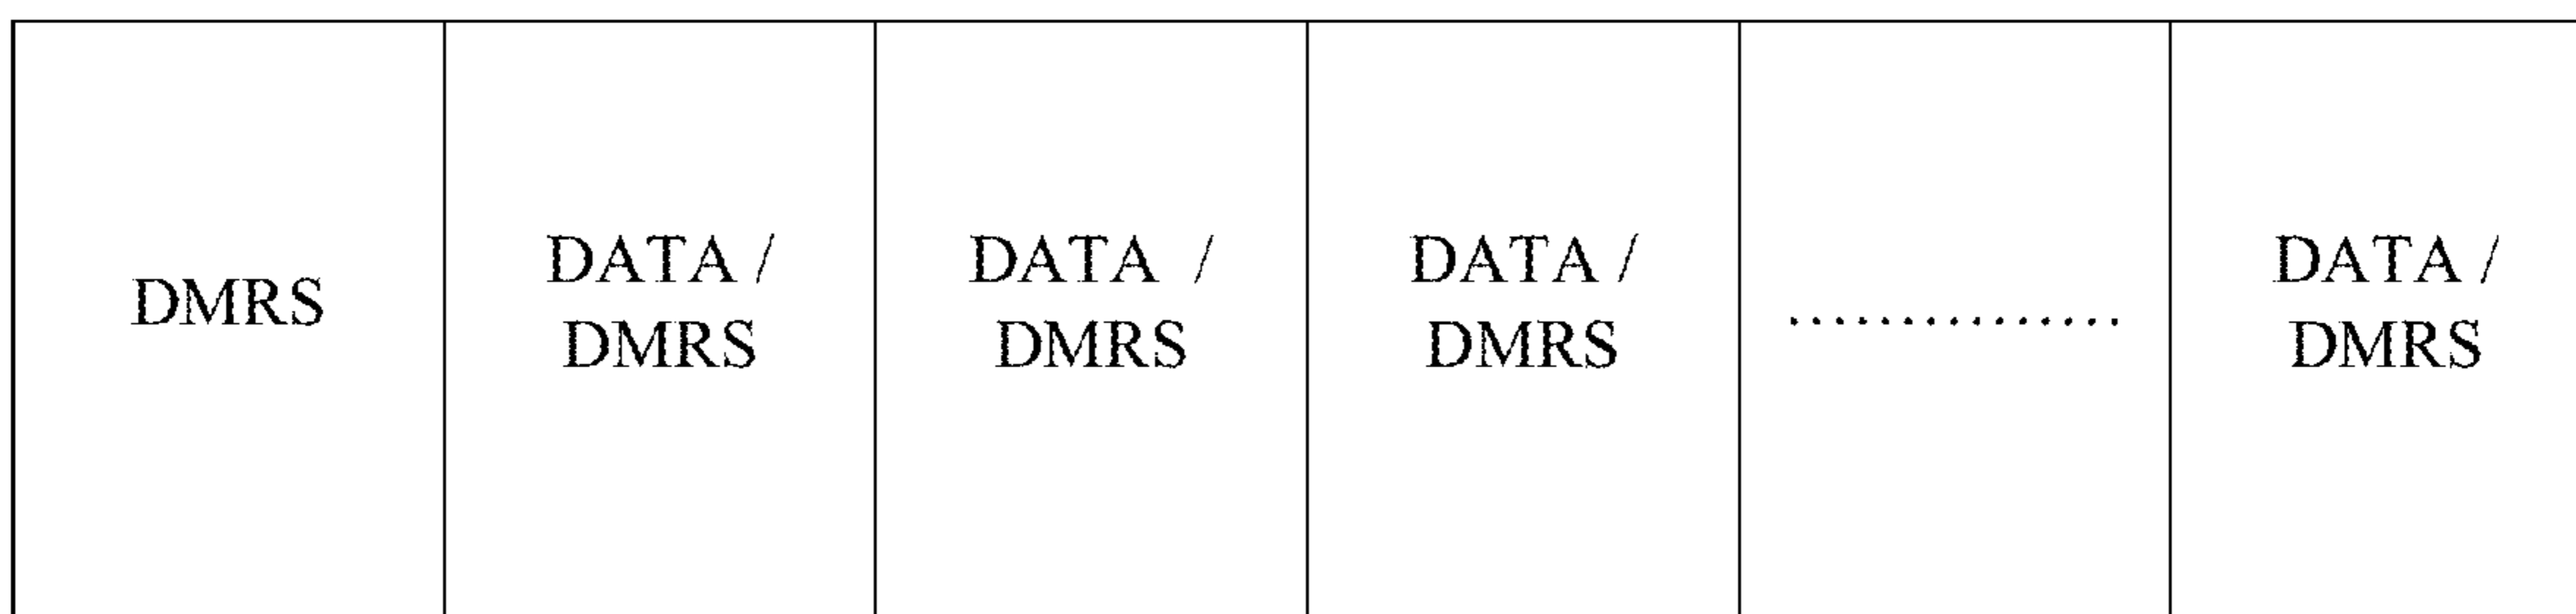 DMRS
DATA /
DMRS
DATA /
DMRS
DATA /
DMRS
..............
DATA /
DMRS